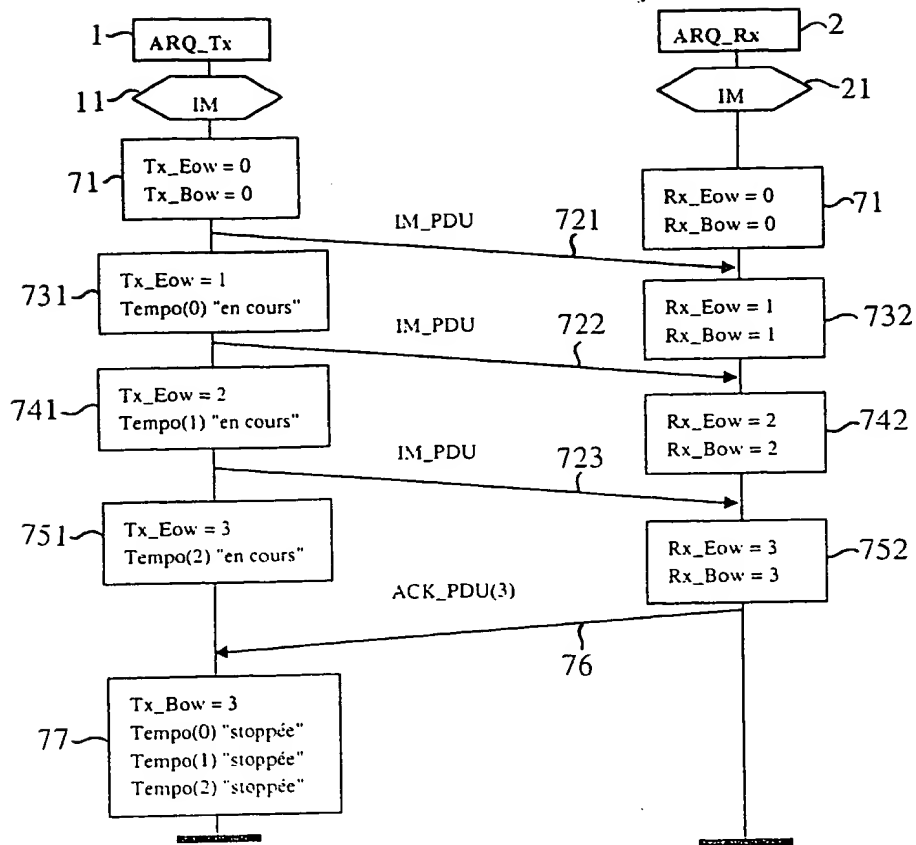 1
ARQ_Tx
ARQ_Rx
2
11
IM
IM
21
71
Tx_Eow = 0
Tx_Bow = 0
Rx_Eow = 0
Rx_Bow = 0
71
IM_PDU
721
731
Tx_Eow = 1
Tempo(0) "en cours"
Rx_Eow = 1
Rx_Bow = 1
732
IM_PDU
722
741
Tx_Eow = 2
Tempo(1) "en cours"
Rx_Eow = 2
Rx_Bow = 2
742
IM_PDU
723
751
Tx_Eow = 3
Tempo(2) "en cours"
Rx_Eow = 3
Rx_Bow = 3
752
ACK_PDU(3)
76
77
Tx_Bow = 3
Tempo(0) "stoppée"
Tempo(1) "stoppée"
Tempo(2) "stoppée"